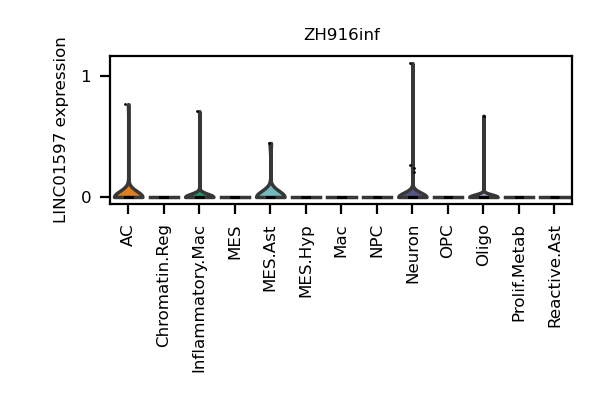 ZH916inf
LINC01597 expression
1
0
AC
Chromatin.Reg
Inflammatory.Mac
MES
MES.Ast
MES.Hyp
Mac
NPC
Neuron
OPC
Oligo
Prolif.Metab
Reactive.Ast